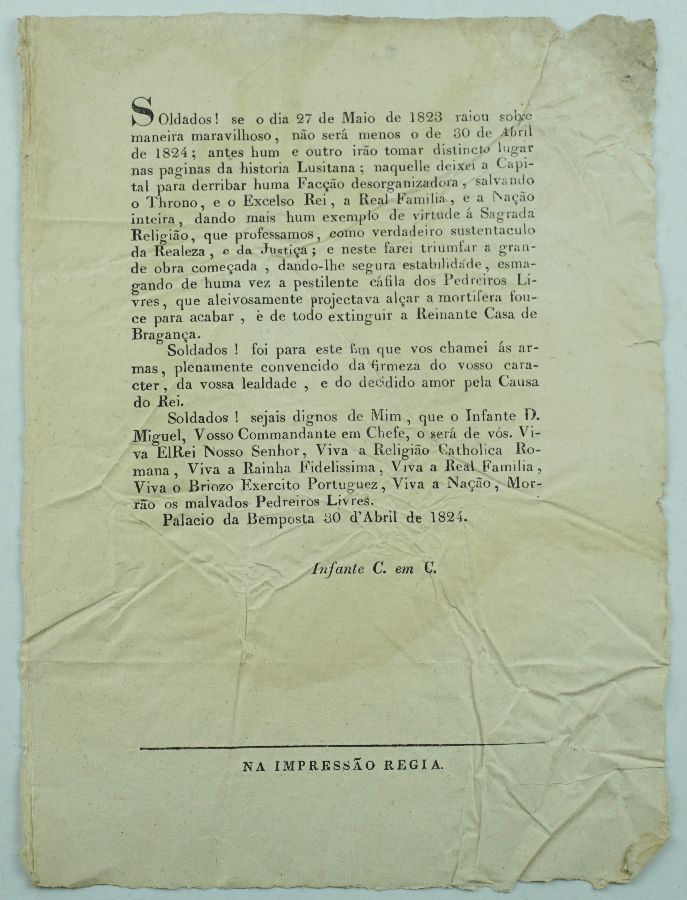 SOldados! se o dia 27 de Maio de 1823 raiou sobre
maneira maravilhoso, não será menos o de 30 de Abril
de 1824; antes hum e outro irão tomar distincto lugar
nas paginas da historia Lusitana; naquelle deixei a Capi-
tal para derribar huma Facção desorganizadora, salvando
o Throno, e o Excelso Rei, a Real Familia, e a Nação
inteira, dando mais hum exemplo de virtude á Sagrada
Religião, que professamos, como verdadeiro sustentaculo
da Realeza, e da Justiça; e neste farei triumfar a gran-
de obra começada, dando-lhe segura estabilidade, esma-
gando de huma vez a pestilente cáfila dos Pedreiros Li-
vres, que aleivosamente projectava alçar a mortifera fou-
ce para acabar, e de todo extinguir a Reinante Casa de
Bragança.
Soldados! foi para este fim que vos chamei ás ar-
mas, plenamente convencido da firmeza do vosso cara-
cter, da vossa lealdade, e do decidido amor pela Causa
do Rei.
Soldados! sejais dignos de Mim, que o Infante D.
Miguel, Vosso Commandante em Chefe, o será de vós. Vi-
va ElRei Nosso Senhor, Viva a Religião Catholica Ro-
mana, Viva a Rainha Fidelissima, Viva a Real Familia,
Viva o Briozo Exercito Portuguez, Viva a Nação, Mor-
rão os malvados Pedreiros Livres.
Palacio da Bemposta 30 d'Abril de 1824.
Infante C. em C.
NA IMPRESSÃO REGIA.